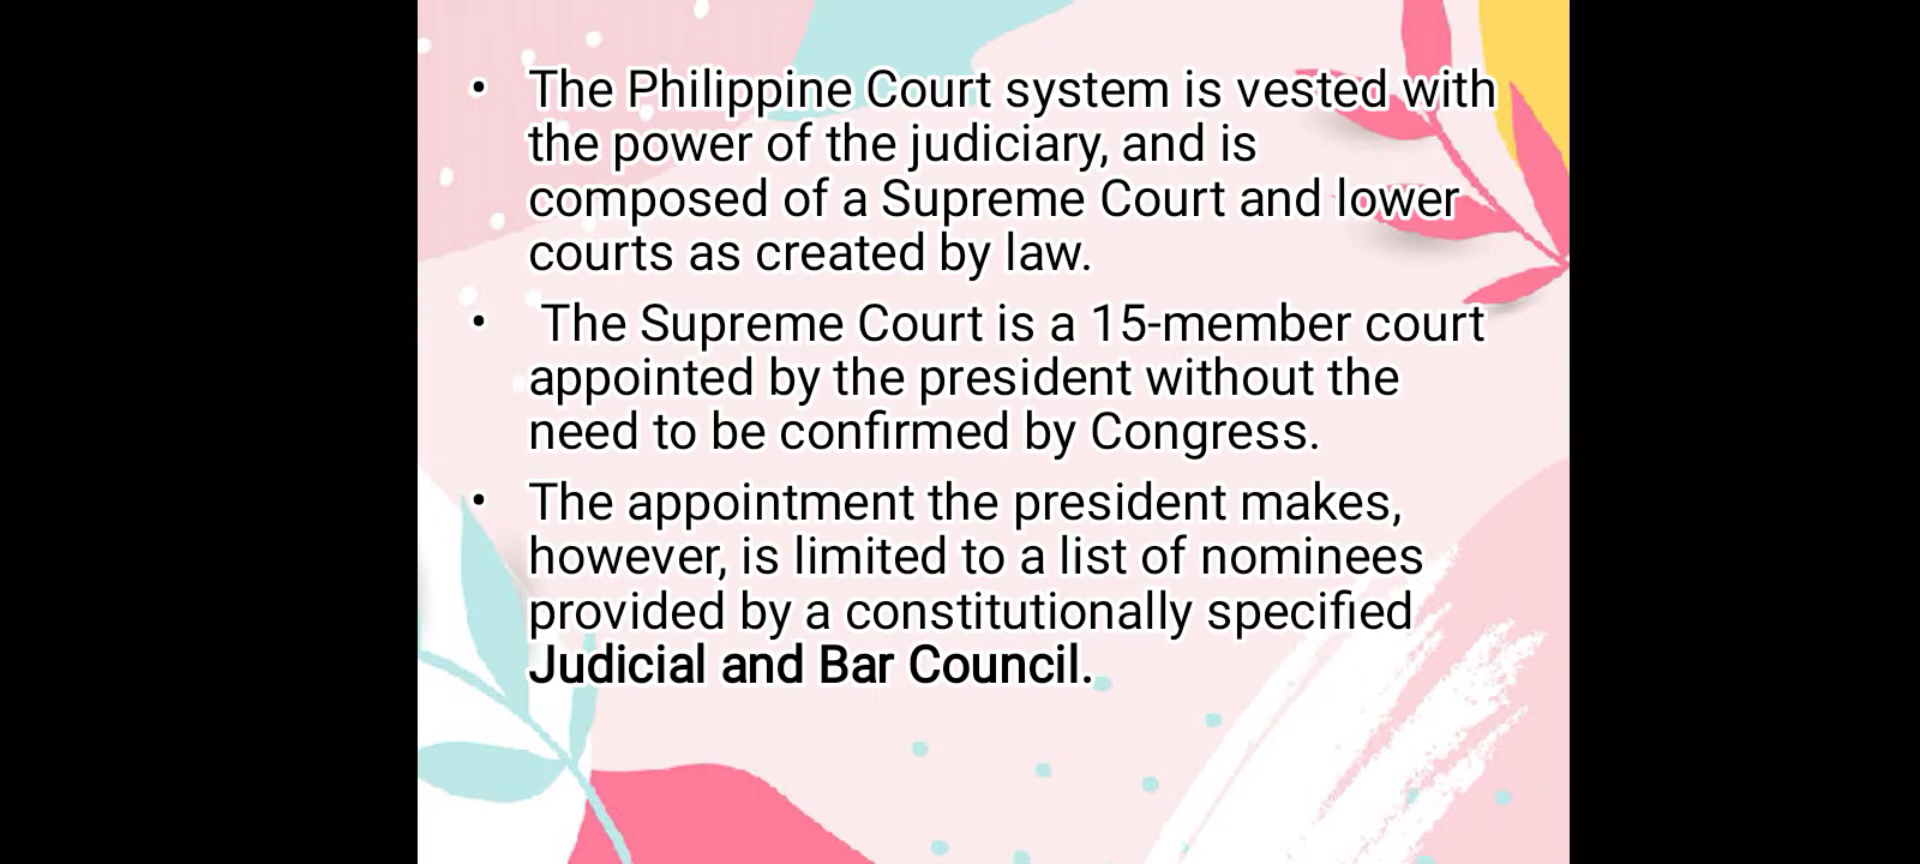 • The Philippine Court system is vested with
the power of the judiciary, and is
composed of a Supreme Court and lower
courts as created by law.
• The Supreme Court is a 15-member court
appointed by the president without the
need to be confirmed by Congress.
• The appointment the president makes,
however, is limited to a list of nominees
provided by a constitutionally specified
Judicial and Bar Council.